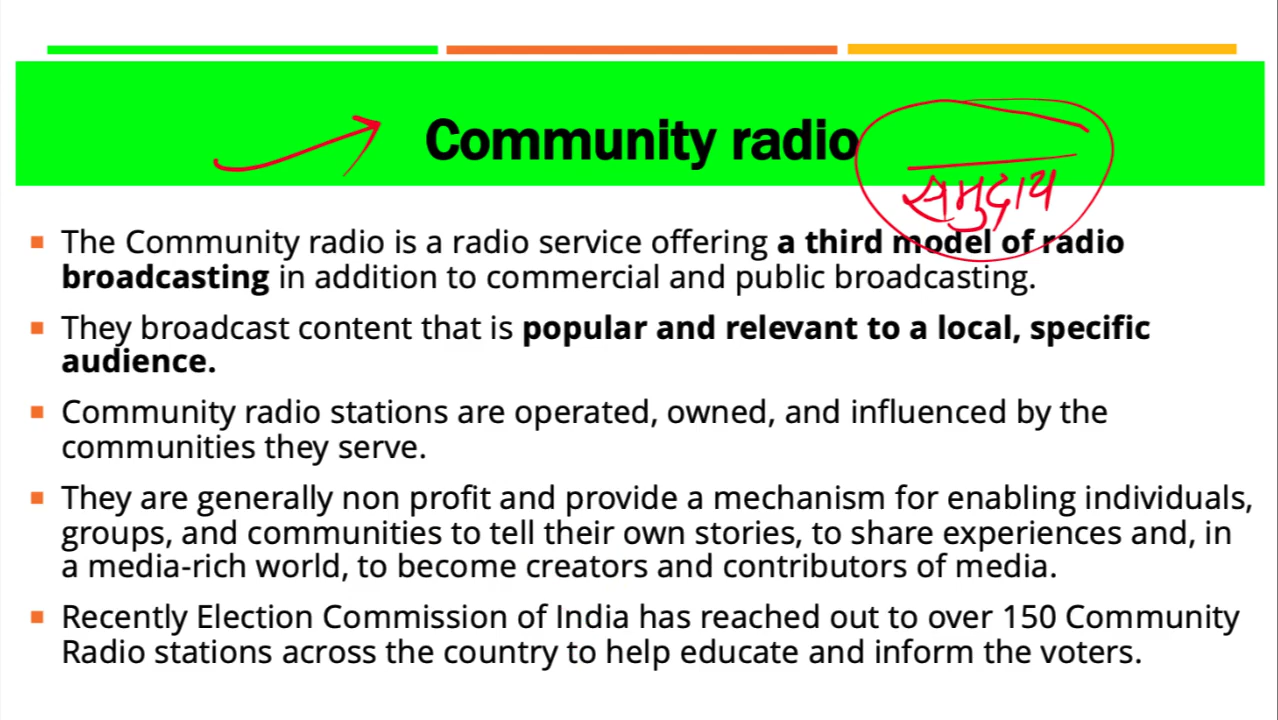 Community radio
समुदाय
▪ The Community radio is a radio service offering a third model of radio
broadcasting in addition to commercial and public broadcasting.
▪ They broadcast content that is popular and relevant to a local, specific
audience.
▪ Community radio stations are operated, owned, and influenced by the
communities they serve.
▪ They are generally non profit and provide a mechanism for enabling individuals,
groups, and communities to tell their own stories, to share experiences and, in
a media-rich world, to become creators and contributors of media.
▪ Recently Election Commission of India has reached out to over 150 Community
Radio stations across the country to help educate and inform the voters.